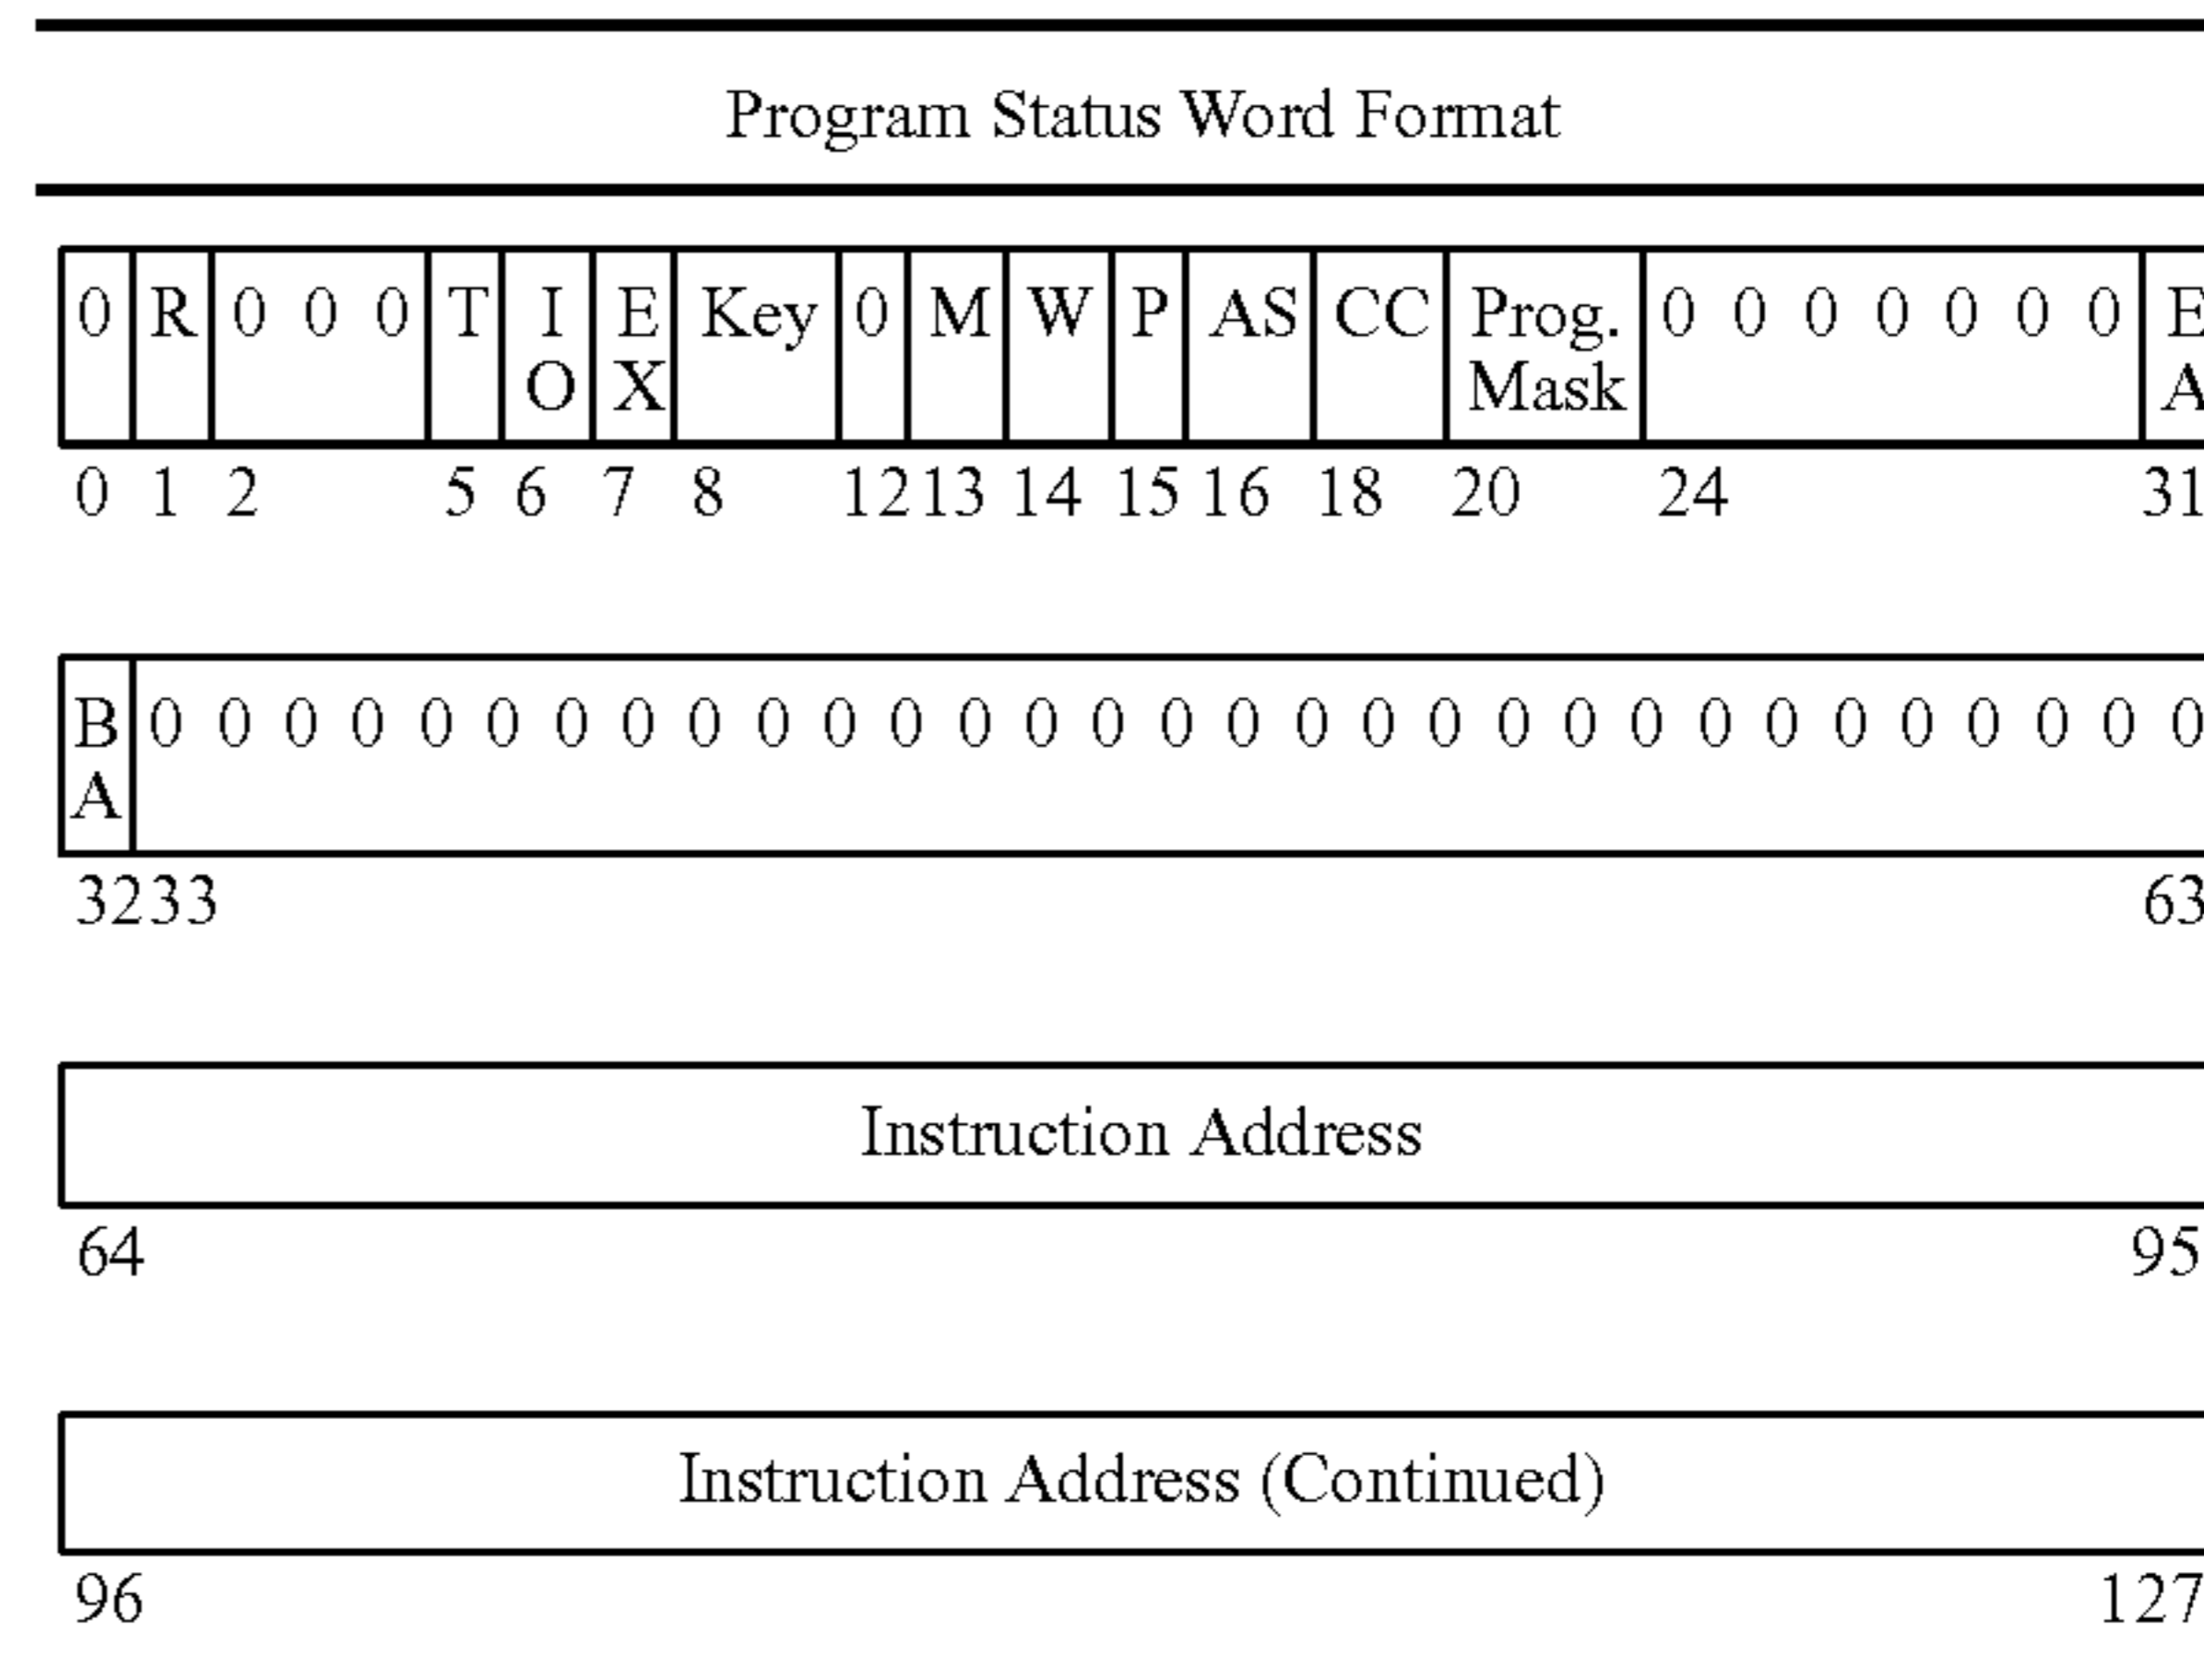 Program Status Word Format
0 R 0 0 0 T I E Key 0 M W P AS CC Prog. 0 0 0 0 0 0 0 E
O X Mask A
0 1 2 5 6 7 8 12 13 14 15 16 18 20 24 31
B 0 0 0 0 0 0 0 0 0 0 0 0 0 0 0 0 0 0 0 0 0 0 0 0 0 0 0 0 0 0 0
A
32 33 63
Instruction Address
64 95
Instruction Address (Continued)
96 127